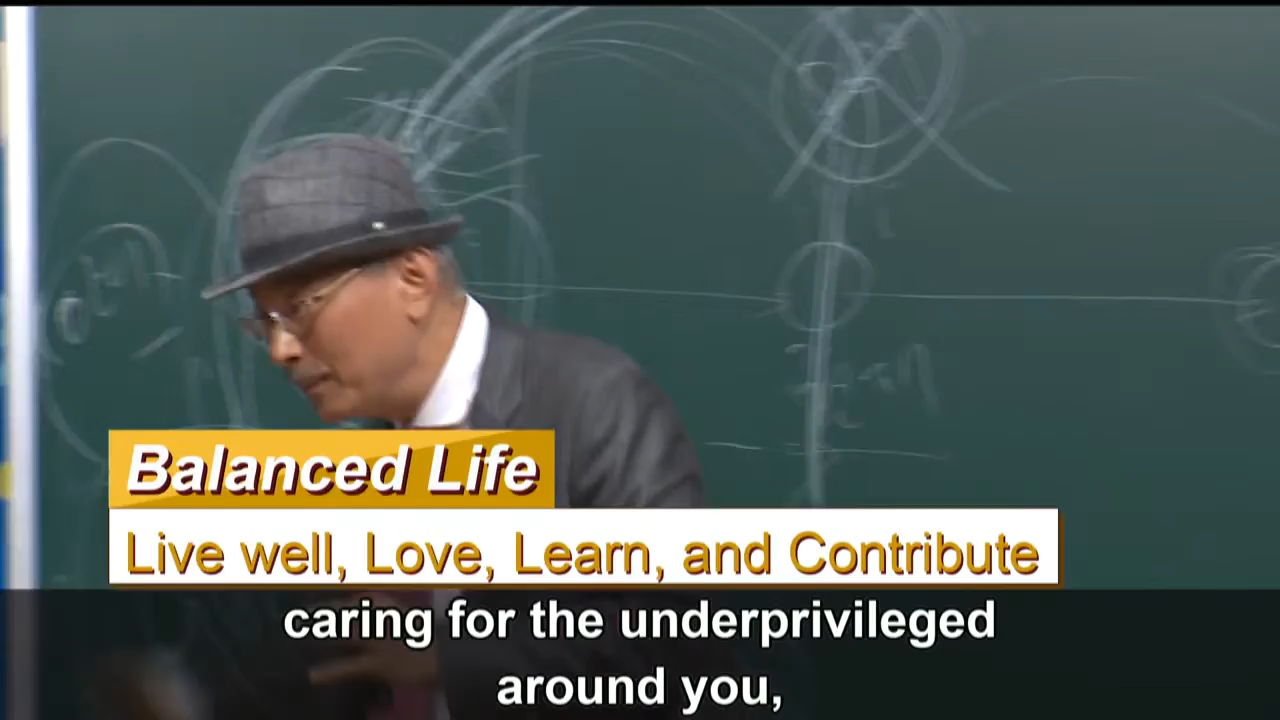 Balanced Life
Live well, Love, Learn, and Contribute
caring for the underprivileged
around you,